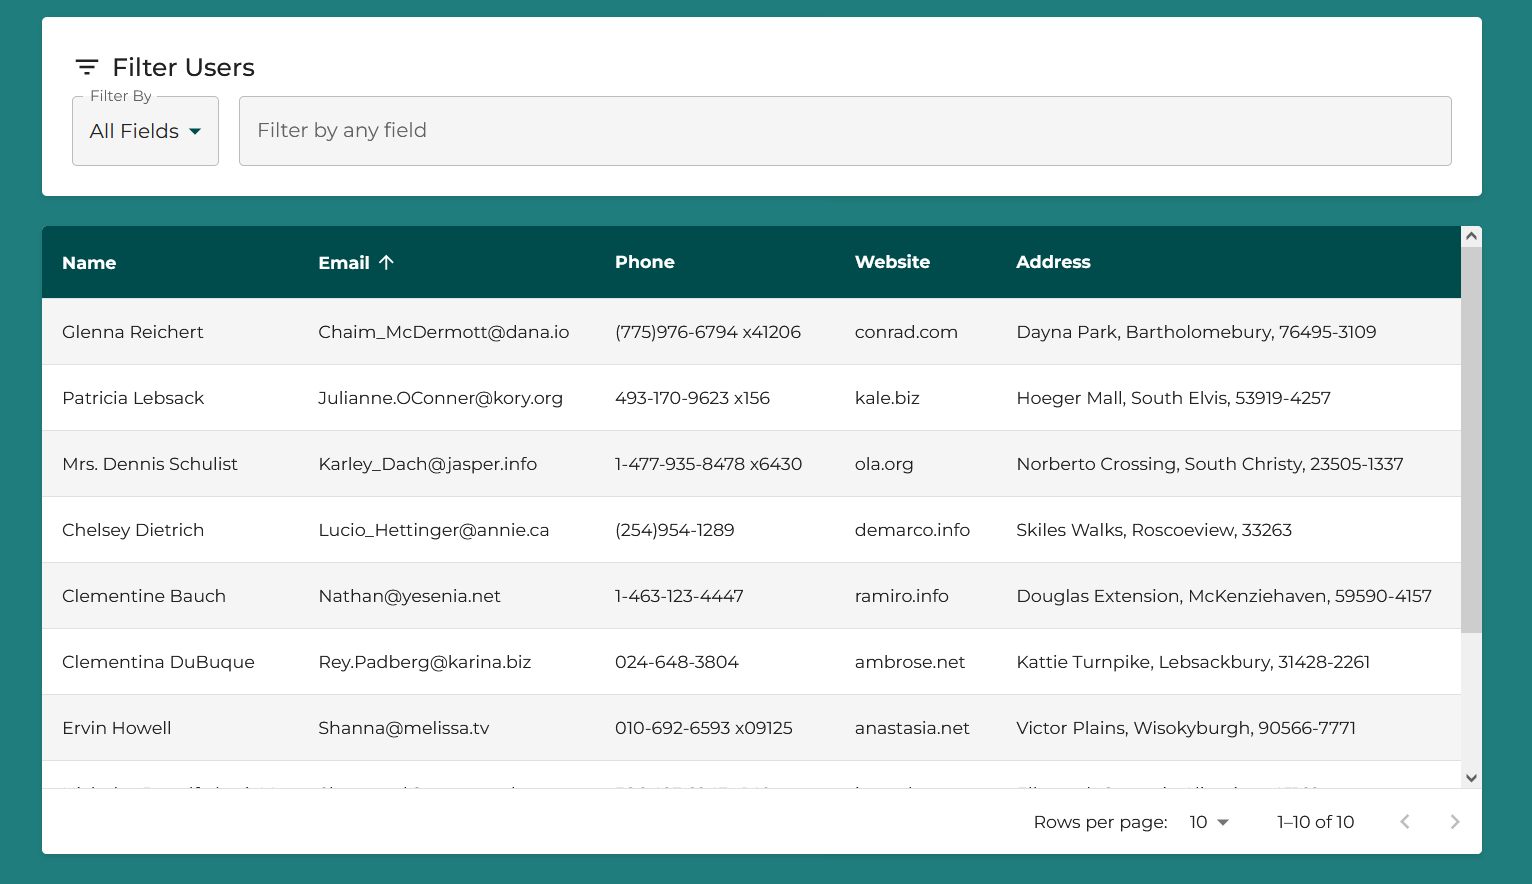 Filter Users
Filter By
All Fields
Filter by any field
Name Email Phone Website Address
Glenna Reichert Chaim_McDermott@dana.io (775)976-6794 x41206 conrad.com Dayna Park, Bartholomebury, 76495-3109
Patricia Lebsack Julianne.OConner@kory.org 493-170-9623 x156 kale.biz Hoeger Mall, South Elvis, 53919-4257
Mrs. Dennis Schulist Karley_Dach@jasper.info 1-477-935-8478 x6430 ola.org Norberto Crossing, South Christy, 23505-1337
Chelsey Dietrich Lucio_Hettinger@annie.ca (254)954-1289 demarco.info Skiles Walks, Roscoeview, 33263
Clementine Bauch Nathan@yesenia.net 1-463-123-4447 ramiro.info Douglas Extension, McKenziehaven, 59590-4157
Clementina DuBuque Rey.Padberg@karina.biz 024-648-3804 ambrose.net Kattie Turnpike, Lebsackbury, 31428-2261
Ervin Howell Shanna@melissa.tv 010-692-6593 x09125 anastasia.net Victor Plains, Wisokyburgh, 90566-7771
Rows per page: 10 1–10 of 10